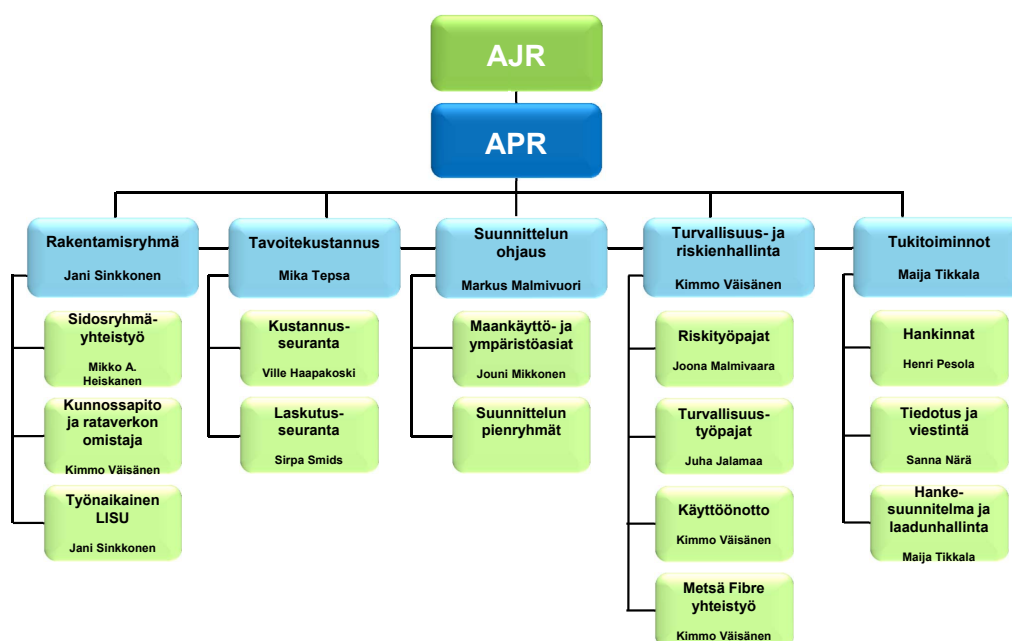 AJR
APR
Rakentamisryhmä
Jani Sinkkonen
Sidosryhmä-
yhteistyö
Mikko A.
Heiskanen
Kunnossapito
ja rataverkon
omistaja
Kimmo Väisänen
Työnaikainen
LISU
Jani Sinkkonen
Tavoitekustannus
Mika Tepsa
Kustannus-
seuranta
Ville Haapakoski
Laskutus-
seuranta
Sirpa Smids
Suunnittelun
ohjaus
Markus Malmivuori
Maankäyttö- ja
ympäristöasiat
Jouni Mikkonen
Suunnittelun
pienryhmät
Turvallisuus- ja
riskienhallinta
Kimmo Väisänen
Riskityöpajat
Joona Malmivaara
Turvallisuus-
työpajat
Juha Jalamaa
Käyttöönotto
Kimmo Väisänen
Metsä Fibre
yhteistyö
Kimmo Väisänen
Tukitoiminnot
Maija Tikkala
Hankinnat
Henri Pesola
Tiedotus ja
viestintä
Sanna Närä
Hanke-
suunnitelma ja
laadunhallinta
Maija Tikkala